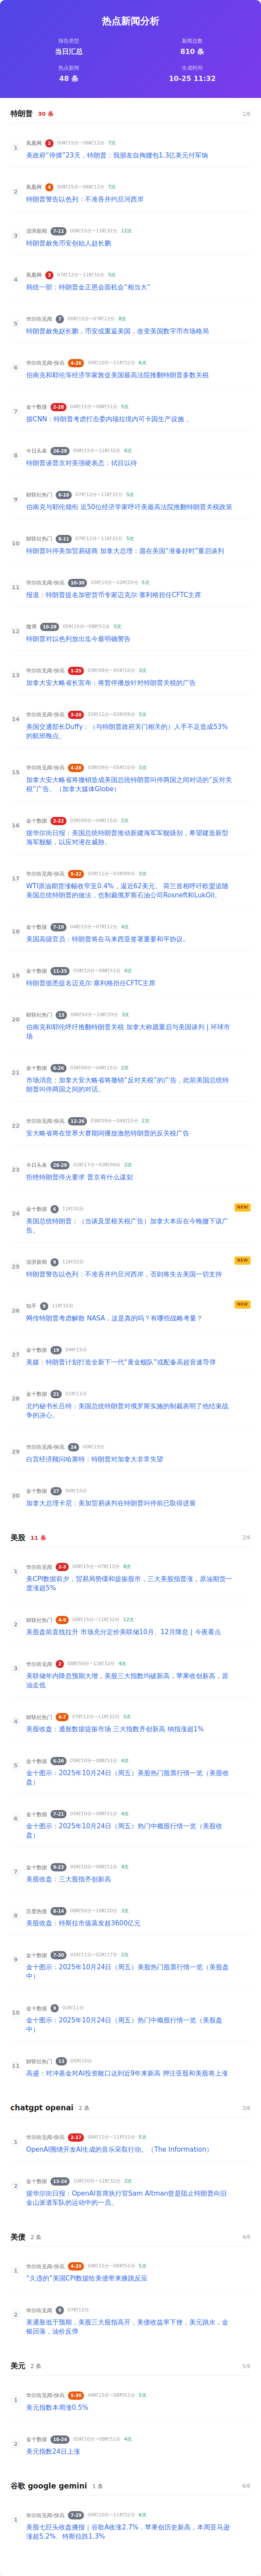 热点新闻分析
报告类型
当日汇总
新闻总数
810 条
热点新闻
48 条
生成时间
10-25 11:32
特朗普 30 条 1/6
1 凤凰网 2 00时15分~06时12分 7次
美政府“停摆”23天，特朗普：我朋友自掏腰包1.3亿美元付军饷
2 凤凰网 4 00时15分~06时12分 7次
特朗普警告以色列：不准吞并约旦河西岸
3 澎湃新闻 7-12 00时15分~11时32分 12次
特朗普赦免币安创始人赵长鹏
4 凤凰网 3 07时12分~11时32分 5次
韩统一部：特朗普金正恩会面机会“相当大”
5 华尔街见闻 7 00时15分~07时12分 8次
特朗普赦免赵长鹏，币安或重返美国，改变美国数字币市场格局
6 华尔街见闻-快讯 4-26 05时10分~11时32分 6次
伯南克和耶伦等经济学家敦促美国最高法院推翻特朗普多数关税
7 金十数据 2-28 04时15分~08时51分 5次
据CNN：特朗普考虑打击委内瑞拉境内可卡因生产设施 。
8 今日头条 26-28 00时15分~11时32分 6次
特朗普谈普京对美强硬表态：拭目以待
9 财联社热门 6-10 07时12分~11时32分 5次
伯南克与耶伦领衔 近50位经济学家呼吁美最高法院推翻特朗普关税政策
10 财联社热门 8-11 07时12分~11时32分 5次
特朗普叫停美加贸易磋商 加拿大总理：愿在美国“准备好时”重启谈判
11 华尔街见闻-快讯 10-30 05时10分~10时20分 5次
报道：特朗普提名加密货币专家迈克尔·塞利格担任CFTC主席
12 微博 10-28 05时10分~08时51分 5次
特朗普对以色列放出迄今最明确警告
13 华尔街见闻-快讯 1-25 03时09分~05时10分 3次
加拿大安大略省长宣布：将暂停播放针对特朗普关税的广告
14 华尔街见闻-快讯 3-20 01时11分~03时09分 3次
美国交通部长Duffy：（与特朗普政府关门相关的）人手不足造成53%
的航班晚点。
15 华尔街见闻-快讯 4-28 03时09分~05时10分 3次
加拿大安大略省将撤销造成美国总统特朗普叫停两国之间对话的“反对关
税”广告。（加拿大媒体Globe）
16 金十数据 2-22 03时09分~04时15分 2次
据华尔街日报：美国总统特朗普推动新建海军军舰级别，希望建造新型
海军舰艇，以应对潜在威胁。
17 华尔街见闻-快讯 5-22 01时11分~03时09分 3次
WTI原油期货涨幅收窄至0.4%，逼近62美元。 荷兰首相呼吁欧盟追随
美国总统特朗普的做法，也制裁俄罗斯石油公司Rosneft和LukOil。
18 金十数据 7-19 04时15分~07时12分 4次
美国高级官员：特朗普将在马来西亚签署重要和平协议。
19 金十数据 11-25 05时10分~08时51分 4次
特朗普据悉提名迈克尔·塞利格担任CFTC主席
20 财联社热门 13 08时50分~10时20分 3次
伯南克和耶伦呼吁推翻特朗普关税 加拿大称愿重启与美国谈判 | 环球市
场
21 金十数据 6-26 03时09分~04时15分 2次
市场消息：加拿大安大略省将撤销“反对关税”的广告，此前美国总统特
朗普叫停两国之间的对话。
22 华尔街见闻-快讯 12-26 03时09分~04时15分 2次
安大略省将在世界大赛期间播放激怒特朗普的反关税广告
23 今日头条 28-29 02时17分~03时09分 2次
拒绝特朗普停火要求 普京有什么谋划
24 金十数据 6 11时32分 NEW
美国总统特朗普：（当谈及里根关税广告）加拿大本应在今晚撤下该广
告。
25 澎湃新闻 9 11时32分 NEW
特朗普警告以色列：不准吞并约旦河西岸，否则将失去美国一切支持
26 知乎 9 11时32分 NEW
网传特朗普考虑解散 NASA，这是真的吗？有哪些战略考量？
27 金十数据 19 04时15分
美媒：特朗普计划打造全新下一代“黄金舰队”或配备高超音速导弹
28 金十数据 21 01时11分
北约秘书长吕特：美国总统特朗普对俄罗斯实施的制裁表明了他结束战
争的决心。
29 华尔街见闻-快讯 24 00时15分
白宫经济顾问哈塞特：特朗普对加拿大非常失望
30 金十数据 27 00时15分
加拿大总理卡尼：美加贸易谈判在特朗普叫停前已取得进展
美股 11 条 2/6
1 华尔街见闻 2-3 00时15分~07时12分 8次
美CPI数据前夕，贸易局势缓和提振股市，三大美股指普涨，原油期货一
度涨超5%
2 财联社热门 4-9 00时15分~11时32分 12次
美股盘前直线拉升 市场充分定价美联储10月、12月降息 | 今夜看点
3 华尔街见闻 2 08时50分~11时32分 4次
美联储年内降息预期大增，美股三大指数均破新高，苹果收创新高，原
油走低
4 财联社热门 4-7 07时12分~11时32分 5次
美股收盘：通胀数据提振市场 三大指数齐创新高 纳指涨超1%
5 金十数据 6-29 05时10分~08时51分 4次
金十图示：2025年10月24日（周五）美股热门股票行情一览（美股收
盘）
6 金十数据 7-21 05时10分~08时51分 4次
金十图示：2025年10月24日（周五）热门中概股行情一览（美股收
盘）
7 金十数据 9-23 05时10分~08时51分 4次
美股收盘：三大股指齐创新高
8 百度热搜 8-14 08时50分~10时20分 3次
美股收盘：特斯拉市值蒸发超3600亿元
9 金十数据 7-30 01时11分~02时17分 2次
金十图示：2025年10月24日（周五）美股热门股票行情一览（美股盘
中）
10 金十数据 9 01时11分
金十图示：2025年10月24日（周五）热门中概股行情一览（美股盘
中）
11 财联社热门 13 05时10分
高盛：对冲基金对AI投资敞口达到近9年来新高 押注亚股和美股将上涨
chatgpt openai 2 条 3/6
1 华尔街见闻-快讯 2-17 06时12分~11时32分 5次
OpenAI围绕开发AI生成的音乐采取行动。（The Information）
2 金十数据 13-24 10时20分~11时32分 2次
据华尔街日报：OpenAI首席执行官Sam Altman曾是阻止特朗普向旧
金山派遣军队的运动中的一员。
美债 2 条 4/6
1 华尔街见闻-快讯 4-29 04时15分~08时51分 5次
“久违的”美国CPI数据给美债带来膝跳反应
2 华尔街见闻 9 07时12分
美通胀低于预期，美股三大股指高开，美债收益率下挫，美元跳水，金
银回落，油价反弹
美元 2 条 5/6
1 华尔街见闻-快讯 5-30 04时15分~08时51分 5次
美元指数本周涨0.5%
2 金十数据 10-24 05时10分~08时51分 4次
美元指数24日上涨
谷歌 google gemini 1 条 6/6
1 华尔街见闻-快讯 7-29 05时10分~11时32分 6次
美股七巨头收盘播报｜谷歌A收涨2.7%，苹果创历史新高，本周亚马逊
涨超5.2%、特斯拉跌1.3%